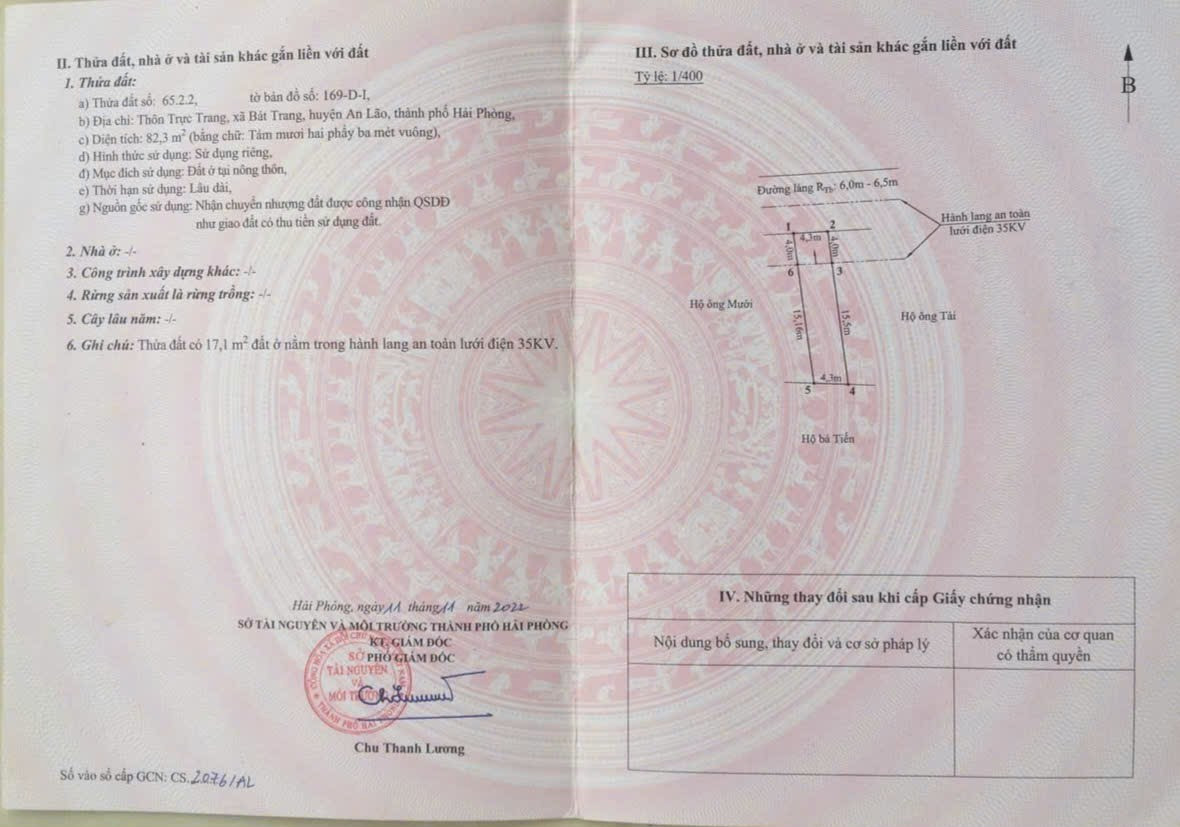 II. Thửa đất, nhà ở và tài sản khác gắn liền với đất
1. Thửa đất:
a) Thửa đất số: 65.2.2, tờ bản đồ số: 169-D-I,
b) Địa chỉ: Thôn Trực Trang, xã Bát Trang, huyện An Lão, thành phố Hải Phòng,
c) Diện tích: 82,3 m² (bằng chữ: Tám mươi hai phẩy ba mét vuông),
d) Hình thức sử dụng: Sử dụng riêng,
đ) Mục đích sử dụng: Đất ở tại nông thôn,
e) Thời hạn sử dụng: Lâu dài,
g) Nguồn gốc sử dụng: Nhận chuyển nhượng đất được công nhận QSDĐ
như giao đất có thu tiền sử dụng đất.
2. Nhà ở: -/-
3. Công trình xây dựng khác: -/-
4. Rừng sản xuất là rừng trồng: -/-
5. Cây lâu năm: -/-
6. Ghi chú: Thửa đất có 17,1 m² đất ở nằm trong hành lang an toàn lưới điện 35KV.
Hải Phòng, ngày 11 tháng 11 năm 2022
SỞ TÀI NGUYÊN VÀ MÔI TRƯỜNG THÀNH PHỐ HẢI PHÒNG
KT. GIÁM ĐỐC
PHÓ GIÁM ĐỐC
SỞ
TÀI NGUYÊN
VÀ
MÔI TRƯỜNG
THÀNH PHỐ HẢI PHÒNG
Chu Thanh Lương
Số vào sổ cấp GCN: CS.20761AL
III. Sơ đồ thửa đất, nhà ở và tài sản khác gắn liền với đất
Tỷ lệ: 1/400
B
Đường làng RTb: 6,0m - 6,5m
Hành lang an toàn
lưới điện 35KV
1 2
4,3m
4,0m 4,0m
6 3
Hộ ông Mười
Hộ ông Tài
15,16m 15,5m
4,3m
5 4
Hộ bà Tiến
IV. Những thay đổi sau khi cấp Giấy chứng nhận
Nội dung bổ sung, thay đổi và cơ sở pháp lý
Xác nhận của cơ quan
có thẩm quyền